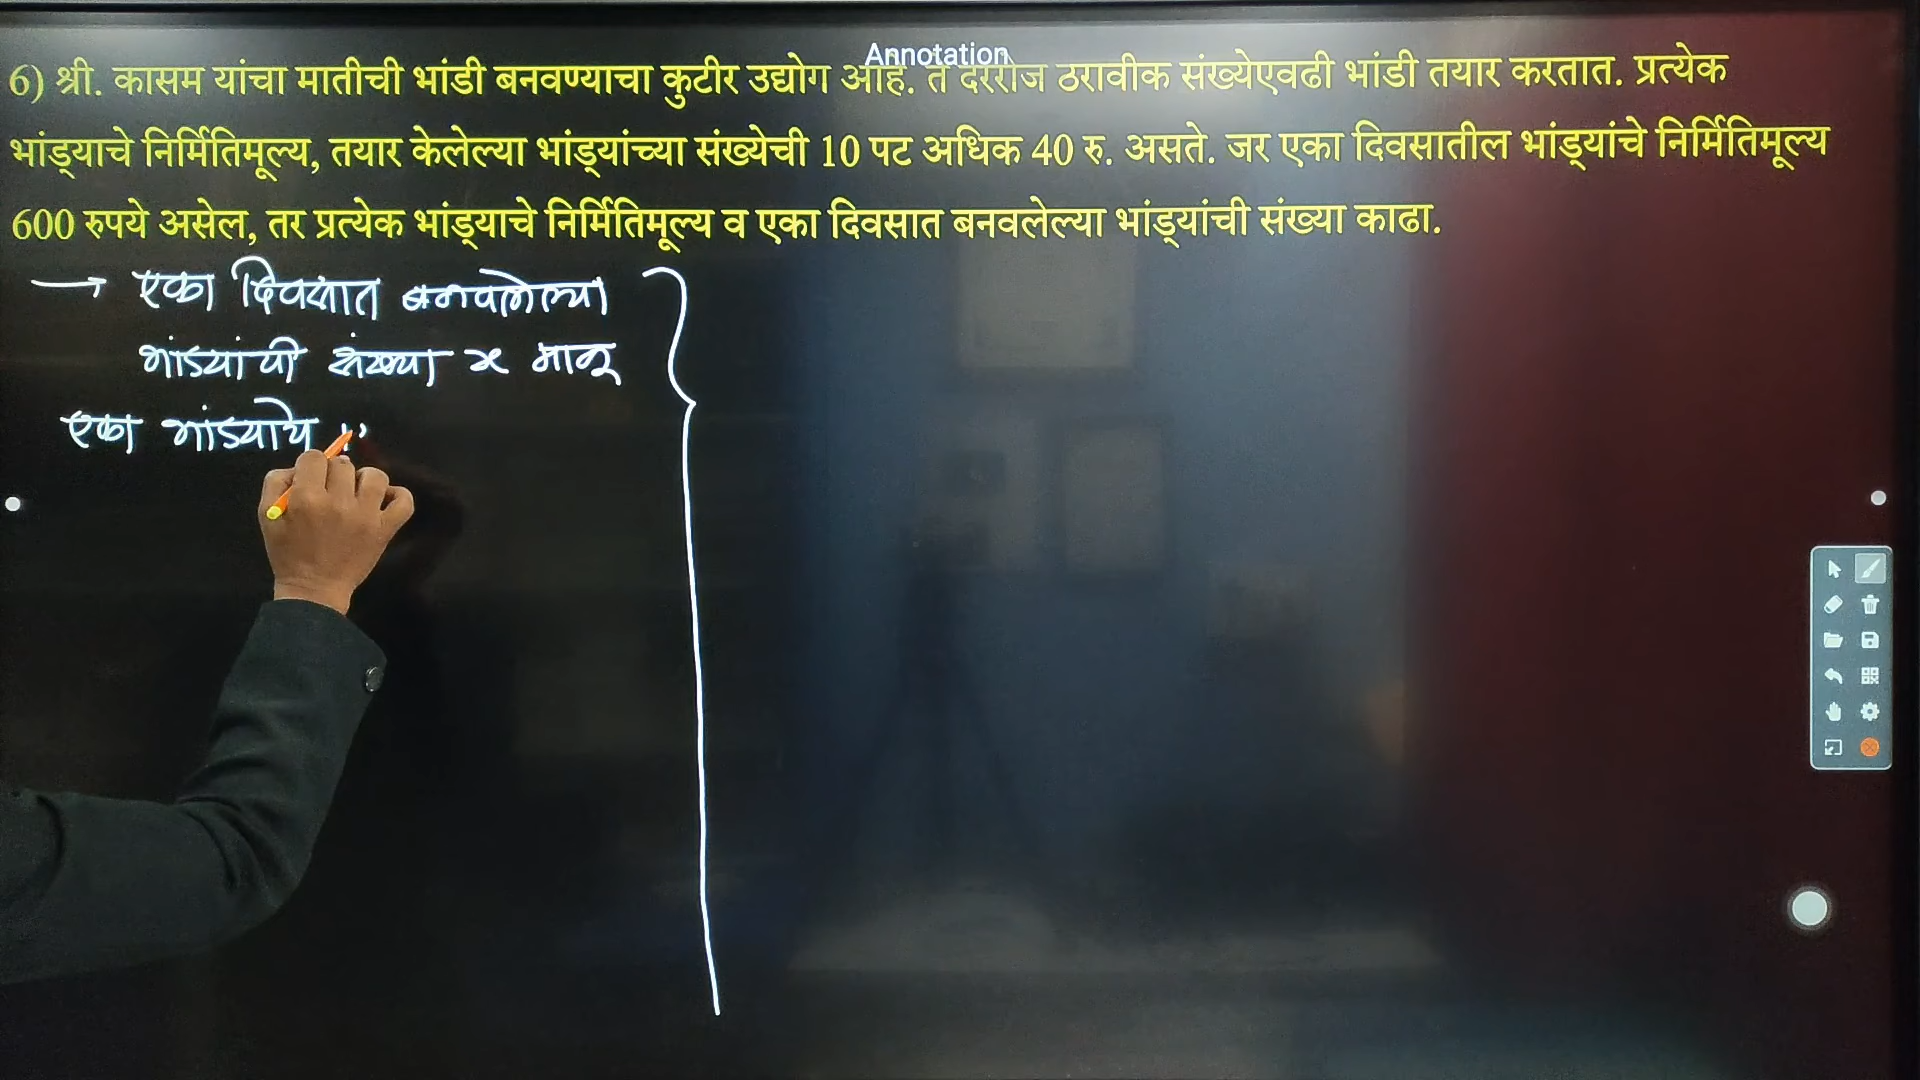 Annotation
6) श्री. कासम यांचा मातीची भांडी बनवण्याचा कुटीर उद्योग आहे. ते दररोज ठरावीक संख्येएवढी भांडी तयार करतात. प्रत्येक
भांड्याचे निर्मितिमूल्य, तयार केलेल्या भांड्यांच्या संख्येची 10 पट अधिक 40 रु. असते. जर एका दिवसातील भांड्यांचे निर्मितिमूल्य
600 रुपये असेल, तर प्रत्येक भांड्याचे निर्मितिमूल्य व एका दिवसात बनवलेल्या भांड्यांची संख्या काढा.
→ एका दिवसात बनवलेल्या
भांड्यांची संख्या x मानू
एका भांड्याचे